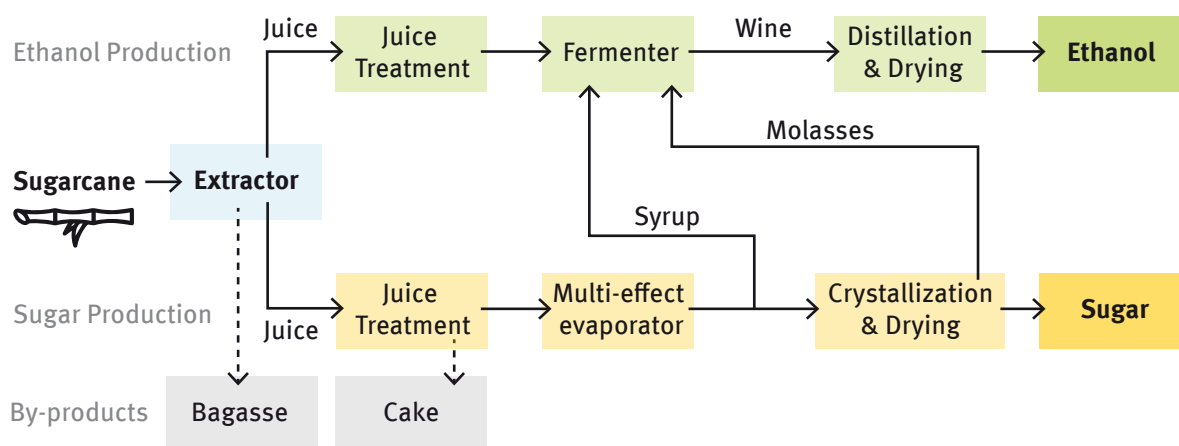 Ethanol Production
Juice
Juice
Treatment
Fermenter
Wine
Distillation
& Drying
Ethanol
Molasses
Sugarcane
Extractor
Syrup
Sugar Production
Juice
Juice
Treatment
Multi-effect
evaporator
Crystallization
& Drying
Sugar
By-products
Bagasse
Cake